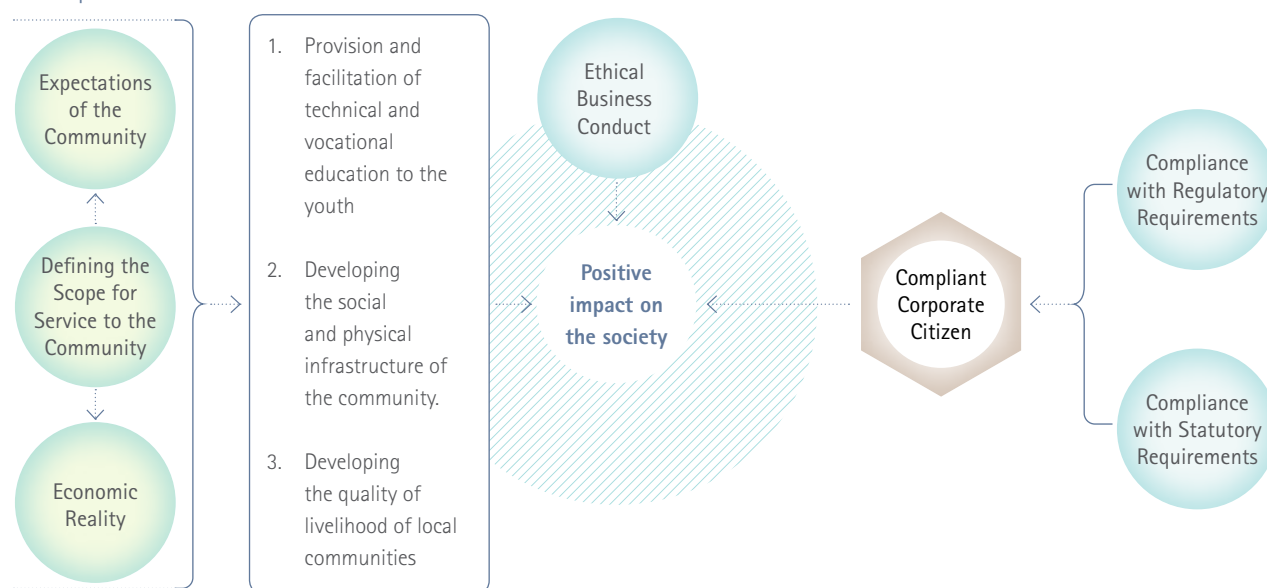 Expectations
of the
Community
Defining the
Scope for
Service to the
Community
Economic
Reality
1. Provision and
facilitation of
technical and
vocational
education to the
youth
2. Developing
the social
and physical
infrastructure of
the community.
3. Developing
the quality of
livelihood of local
communities
Ethical
Business
Conduct
Positive
impact on
the society
Compliant
Corporate
Citizen
Compliance
with Regulatory
Requirements
Compliance
with Statutory
Requirements